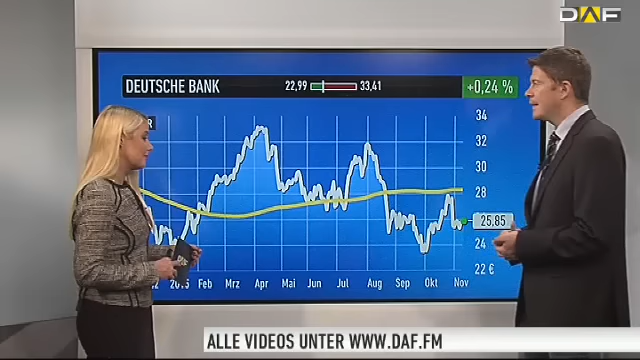 DAF
DEUTSCHE BANK 22,99 33,41 +0,24 %
34
32
30
28
25,85
24
22 €
Feb Mrz Apr Mai Jun Jul Aug Sep Okt Nov
ALLE VIDEOS UNTER WWW.DAF.FM